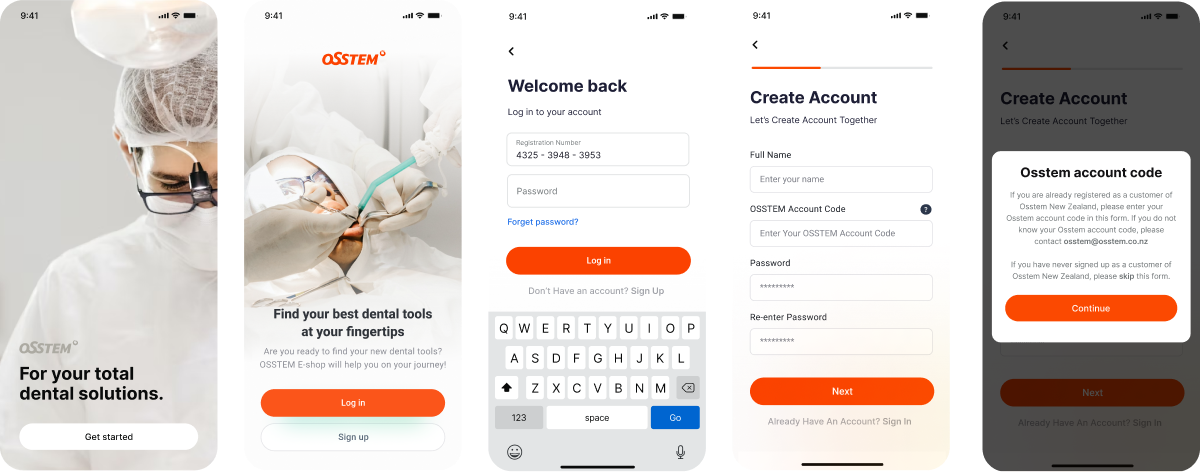 9:41
OSSTEM
For your total
dental solutions.
Get started
9:41
OSSTEM
Find your best dental tools
at your fingertips
Are you ready to find your new dental tools?
OSSTEM E-shop will help you on your journey!
Log in
Sign up
9:41
Welcome back
Log in to your account
Registration Number
4325 - 3948 - 3953
Password
Forget password?
Log in
Don't Have an account? Sign Up
Q W E R T Y U I O P
A S D F G H J K L
Z X C V B N M
123 space Go
9:41
Create Account
Let's Create Account Together
Full Name
Enter your name
OSSTEM Account Code ?
Enter Your OSSTEM Account Code
Password
*********
Re-enter Password
*********
Next
Already Have An Account? Sign In
9:41
Create Account
Let's Create Account Together
Osstem account code
If you are already registered as a customer of
Osstem New Zealand, please enter your
Osstem account code in this form. If you do not
know your Osstem account code, please
contact osstem@osstem.co.nz
If you have never signed up as a customer of
Osstem New Zealand, please skip this form.
Continue
Next
Already Have An Account? Sign In